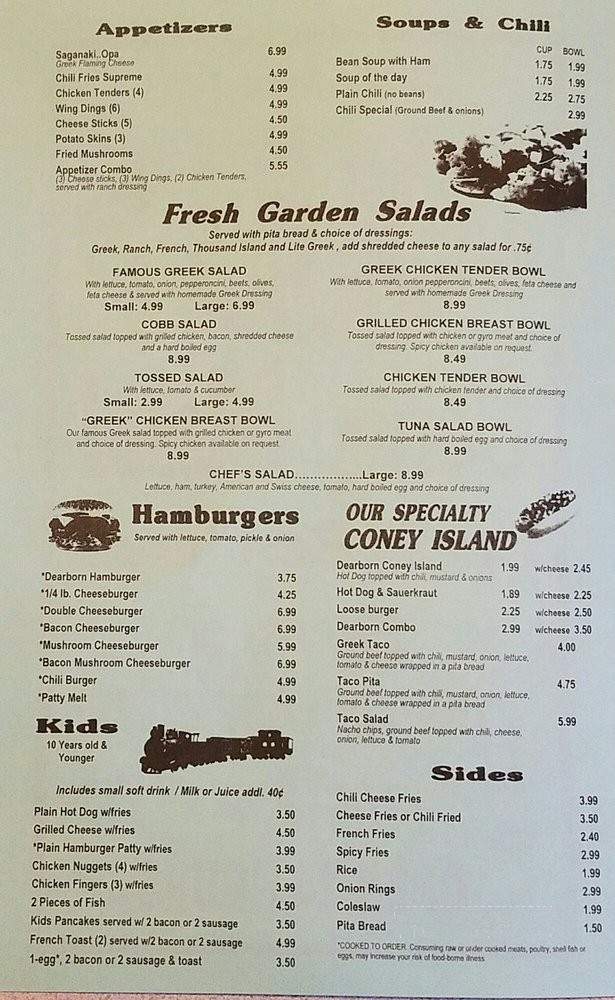 Appetizers
Saganaki..Opa 6.99
Greek Flaming Cheese
Chili Fries Supreme 4.99
Chicken Tenders (4) 4.99
Wing Dings (6) 4.99
Cheese Sticks (5) 4.50
Potato Skins (3) 4.99
Fried Mushrooms 4.50
Appetizer Combo 5.55
(3) Cheese sticks, (3) Wing Dings, (2) Chicken Tenders,
served with ranch dressing
Soups & Chili
CUP BOWL
Bean Soup with Ham 1.75 1.99
Soup of the day 1.75 1.99
Plain Chili (no beans) 2.25 2.75
Chili Special (Ground Beef & onions) 2.99
Fresh Garden Salads
Served with pita bread & choice of dressings:
Greek, Ranch, French, Thousand Island and Lite Greek , add shredded cheese to any salad for .75¢
FAMOUS GREEK SALAD
With lettuce, tomato, onion, pepperoncini, beets, olives,
feta cheese & served with homemade Greek Dressing
Small: 4.99 Large: 6.99
COBB SALAD
Tossed salad topped with grilled chicken, bacon, shredded cheese
and a hard boiled egg
8.99
TOSSED SALAD
With lettuce, tomato & cucumber
Small: 2.99 Large: 4.99
"GREEK" CHICKEN BREAST BOWL
Our famous Greek salad topped with grilled chicken or gyro meat
and choice of dressing. Spicy chicken available on request.
8.99
GREEK CHICKEN TENDER BOWL
With lettuce, tomato, onion pepperoncini, beets, olives, feta cheese and
served with homemade Greek Dressing
8.99
GRILLED CHICKEN BREAST BOWL
Tossed salad topped with chicken or gyro meat and choice of
dressing. Spicy chicken available on request.
8.49
CHICKEN TENDER BOWL
Tossed salad topped with chicken tender and choice of dressing
8.49
TUNA SALAD BOWL
Tossed salad topped with hard boiled egg and choice of dressing
8.99
CHEF'S SALAD..................Large: 8.99
Lettuce, ham, turkey, American and Swiss cheese, tomato, hard boiled egg and choice of dressing
Hamburgers
Served with lettuce, tomato, pickle & onion
*Dearborn Hamburger 3.75
*1/4 lb. Cheeseburger 4.25
*Double Cheeseburger 6.99
*Bacon Cheeseburger 6.99
*Mushroom Cheeseburger 5.99
*Bacon Mushroom Cheeseburger 6.99
*Chili Burger 4.99
*Patty Melt 4.99
OUR SPECIALTY
CONEY ISLAND
Dearborn Coney Island 1.99 w/cheese 2.45
Hot Dog topped with chili, mustard & onions
Hot Dog & Sauerkraut 1.89 w/cheese 2.25
Loose burger 2.25 w/cheese 2.50
Dearborn Combo 2.99 w/cheese 3.50
Greek Taco 4.00
Ground beef topped with chili, mustard, onion, lettuce,
tomato & cheese wrapped in a pita bread
Taco Pita 4.75
Ground beef topped with chili, mustard, onion, lettuce,
tomato & cheese wrapped in a pita bread
Taco Salad 5.99
Nacho chips, ground beef topped with chili, cheese,
onion, lettuce & tomato
Kids
10 Years old &
Younger
Includes small soft drink / Milk or Juice addl. 40¢
Plain Hot Dog w/fries 3.50
Grilled Cheese w/fries 4.50
*Plain Hamburger Patty w/fries 3.99
Chicken Nuggets (4) w/fries 3.50
Chicken Fingers (3) w/fries 3.99
2 Pieces of Fish 4.50
Kids Pancakes served w/ 2 bacon or 2 sausage 3.50
French Toast (2) served w/2 bacon or 2 sausage 4.99
1-egg*, 2 bacon or 2 sausage & toast 3.50
Sides
Chili Cheese Fries 3.99
Cheese Fries or Chili Fried 3.50
French Fries 2.40
Spicy Fries 2.99
Rice 1.99
Onion Rings 2.99
Coleslaw 1.99
Pita Bread 1.50
*COOKED TO ORDER. Consuming raw or under cooked meats, poultry, shell fish or
eggs, may increase your risk of food-borne illness